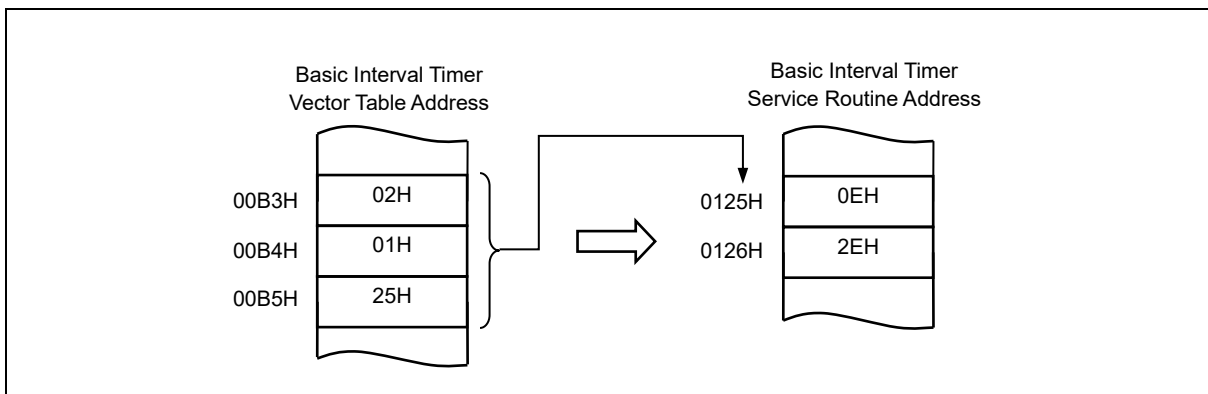 Basic Interval Timer
Vector Table Address
00B3H 02H
00B4H 01H
00B5H 25H
Basic Interval Timer
Service Routine Address
0125H 0EH
0126H 2EH